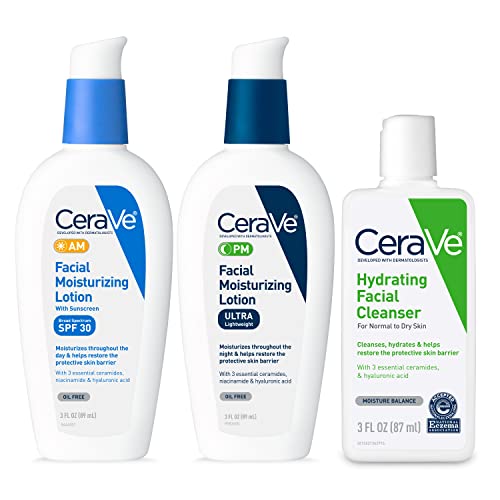 CeraVe
DEVELOPED WITH DERMATOLOGISTS
AM
Facial
Moisturizing
Lotion
With Sunscreen
Broad Spectrum
SPF 30
Moisturizes throughout the
day & helps restore the
protective skin barrier
With 3 essential ceramides,
niacinamide & hyaluronic acid
OIL FREE
3 FL OZ (89 mL)
CeraVe
DEVELOPED WITH DERMATOLOGISTS
PM
Facial
Moisturizing
Lotion
ULTRA
Lightweight
Moisturizes throughout the
night & helps restore the
protective skin barrier
With 3 essential ceramides,
niacinamide & hyaluronic acid
OIL FREE
3 FL OZ (89 mL)
CeraVe
DEVELOPED WITH DERMATOLOGISTS
Hydrating
Facial
Cleanser
For Normal to Dry Skin
Cleanses, hydrates & helps
restore the protective skin barrier
With 3 essential ceramides,
& hyaluronic acid
MOISTURE BALANCE
3 FL OZ (87 mL)
ACCEPTED
NATIONAL
Eczema
ASSOCIATION